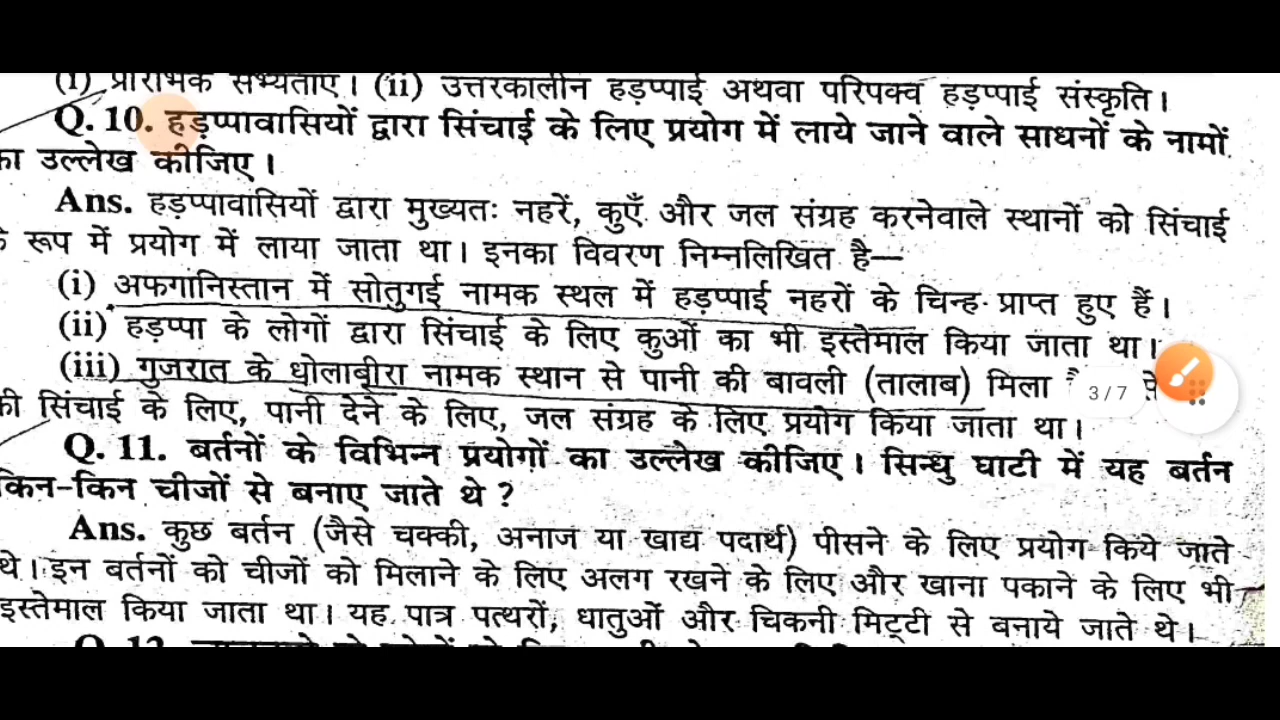 (i) प्रारंभिक सभ्यताएँ। (ii) उत्तरकालीन हड़प्पाई अथवा परिपक्व हड़प्पाई संस्कृति।
Q. 10. हड़प्पावासियों द्वारा सिंचाई के लिए प्रयोग में लाये जाने वाले साधनों के नामों
का उल्लेख कीजिए।
Ans. हड़प्पावासियों द्वारा मुख्यतः नहरें, कुएँ और जल संग्रह करनेवाले स्थानों को सिंचाई
के रूप में प्रयोग में लाया जाता था। इनका विवरण निम्नलिखित है—
(i) अफगानिस्तान में सोतुगई नामक स्थल में हड़प्पाई नहरों के चिन्ह प्राप्त हुए हैं।
(ii) हड़प्पा के लोगों द्वारा सिंचाई के लिए कुओं का भी इस्तेमाल किया जाता था।
(iii) गुजरात के धोलाबीरा नामक स्थान से पानी की बावली (तालाब) मिला
3/7
की सिंचाई के लिए, पानी देने के लिए, जल संग्रह के लिए प्रयोग किया जाता था।
Q. 11. बर्तनों के विभिन्न प्रयोगों का उल्लेख कीजिए। सिन्धु घाटी में यह बर्तन
किन-किन चीजों से बनाए जाते थे ?
Ans. कुछ बर्तन (जैसे चक्की, अनाज या खाद्य पदार्थ) पीसने के लिए प्रयोग किये जाते
थे। इन बर्तनों को चीजों को मिलाने के लिए अलग रखने के लिए और खाना पकाने के लिए भी
इस्तेमाल किया जाता था। यह पात्र पत्थरों, धातुओं और चिकनी मिट्टी से बनाये जाते थे।